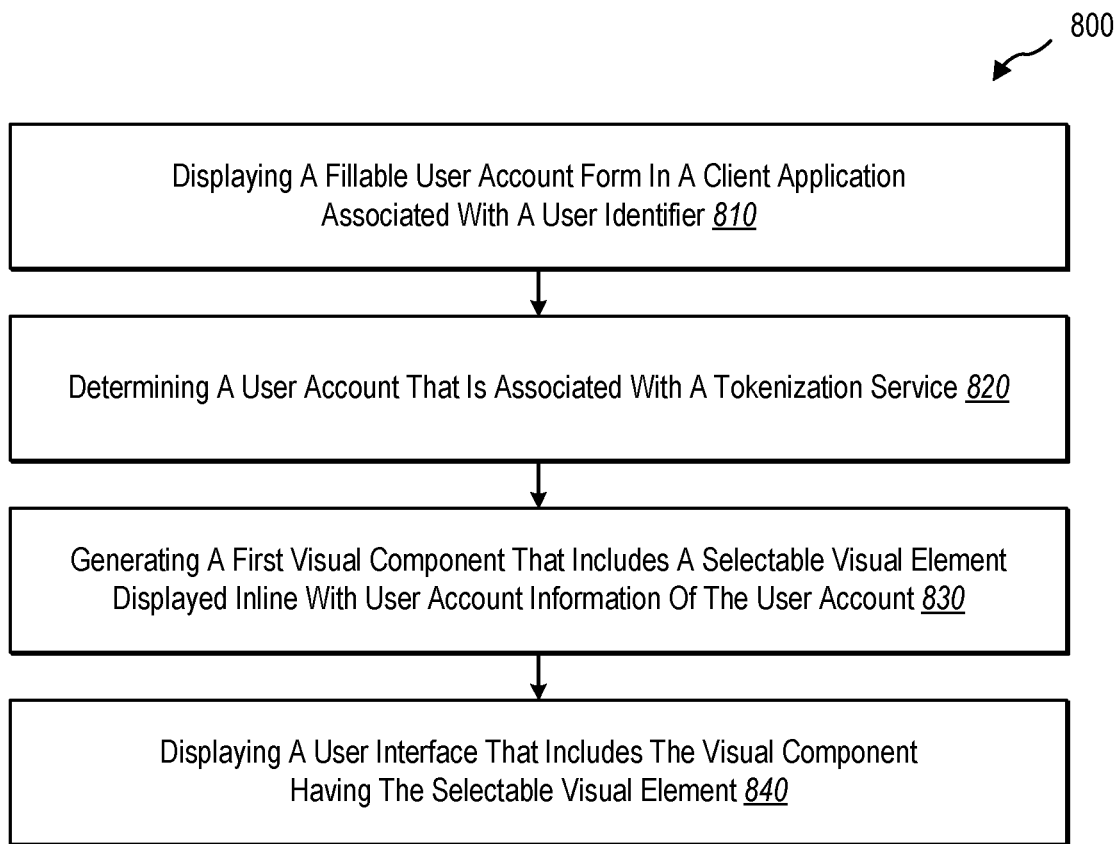 800
Displaying A Fillable User Account Form In A Client Application
Associated With A User Identifier 810
Determining A User Account That Is Associated With A Tokenization Service 820
Generating A First Visual Component That Includes A Selectable Visual Element
Displayed Inline With User Account Information Of The User Account 830
Displaying A User Interface That Includes The Visual Component
Having The Selectable Visual Element 840